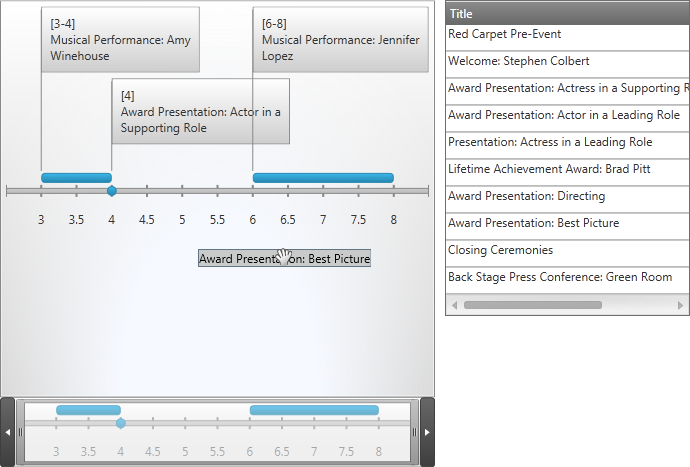 [3-4]
Musical Performance: Amy
Winehouse
[6-8]
Musical Performance: Jennifer
Lopez
[4]
Award Presentation: Actor in a
Supporting Role
3 3.5 4 4.5 5 5.5 6 6.5 7 7.5 8
Award Presentation: Best Picture
3 3.5 4 4.5 5 5.5 6 6.5 7 7.5 8
Title
Red Carpet Pre-Event
Welcome: Stephen Colbert
Award Presentation: Actress in a Supporting R
Award Presentation: Actor in a Leading Role
Presentation: Actress in a Leading Role
Lifetime Achievement Award: Brad Pitt
Award Presentation: Directing
Award Presentation: Best Picture
Closing Ceremonies
Back Stage Press Conference: Green Room